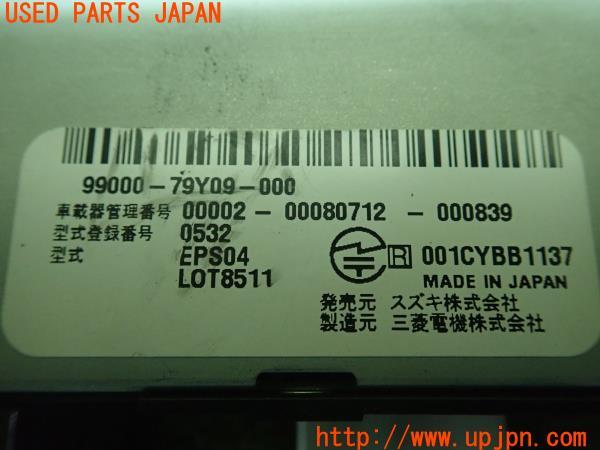 USED PARTS JAPAN
99000-79Y09-000
車載器管理番号 00002-00080712-000839
型式登録番号 0532
型式 EPS04
LOT8511
R 001CYBB1137
MADE IN JAPAN
発売元 スズキ株式会社
製造元 三菱電機株式会社
http://www.upjpn.com/